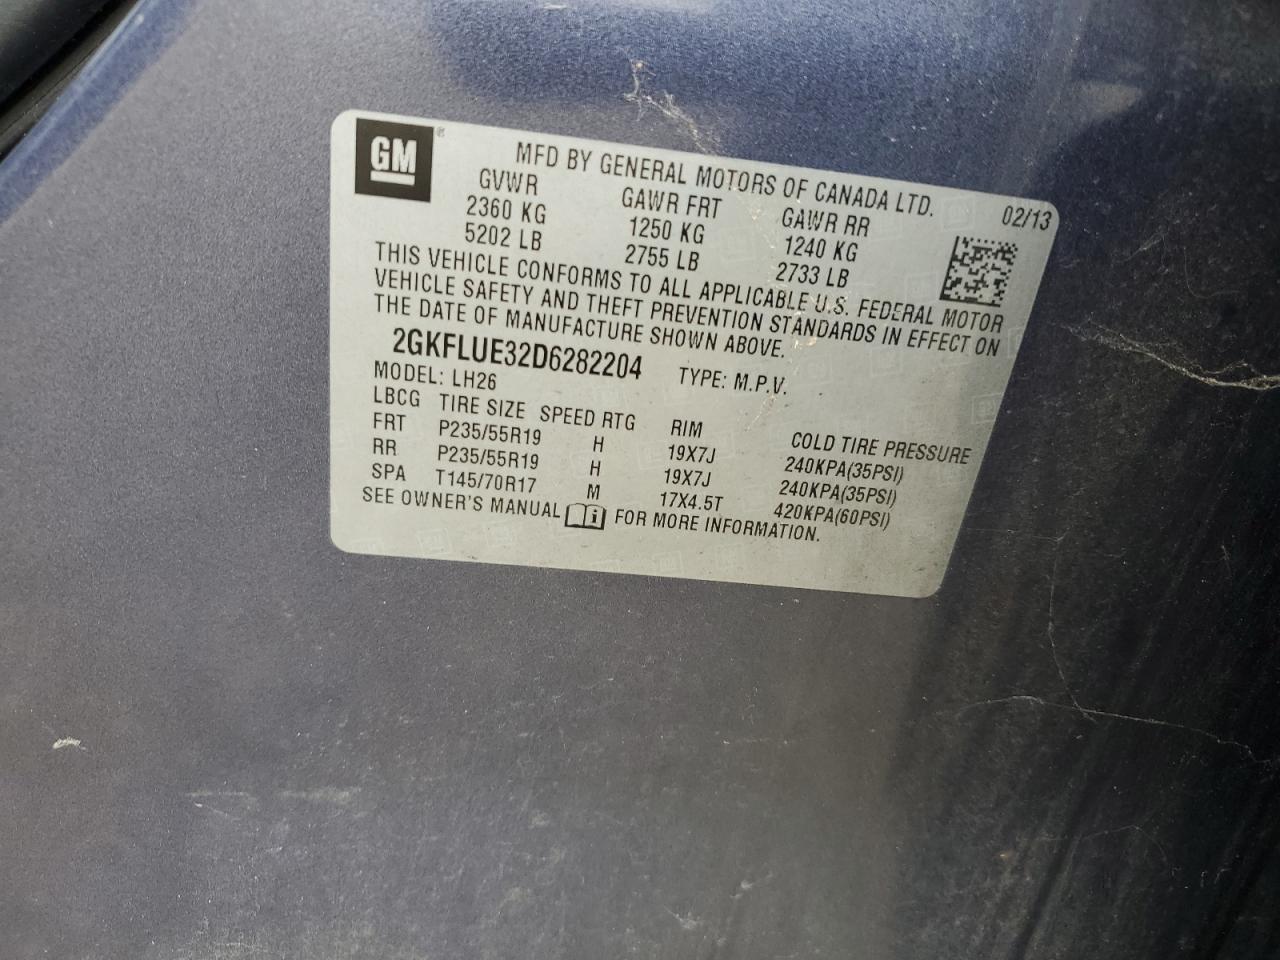 GM®
MFD BY GENERAL MOTORS OF CANADA LTD.
02/13
GVWR GAWR FRT GAWR RR
2360 KG 1250 KG 1240 KG
5202 LB 2755 LB 2733 LB
THIS VEHICLE CONFORMS TO ALL APPLICABLE U.S. FEDERAL MOTOR
VEHICLE SAFETY AND THEFT PREVENTION STANDARDS IN EFFECT ON
THE DATE OF MANUFACTURE SHOWN ABOVE.
2GKFLUE32D6282204 TYPE: M.P.V.
MODEL: LH26
LBCG TIRE SIZE SPEED RTG RIM COLD TIRE PRESSURE
FRT P235/55R19 H 19X7J 240KPA(35PSI)
RR P235/55R19 H 19X7J 240KPA(35PSI)
SPA T145/70R17 M 17X4.5T 420KPA(60PSI)
SEE OWNER'S MANUAL FOR MORE INFORMATION.